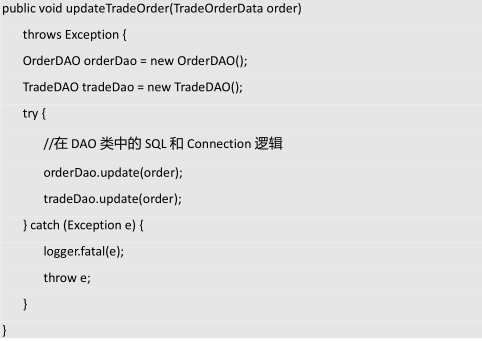 public void updateTradeOrder(TradeOrderData order)
throws Exception {
OrderDAO orderDao = new OrderDAO();
TradeDAO tradeDao = new TradeDAO();
try {
//在 DAO 类中的 SQL 和 Connection 逻辑
orderDao.update(order);
tradeDao.update(order);
} catch (Exception e) {
logger.fatal(e);
throw e;
}
}